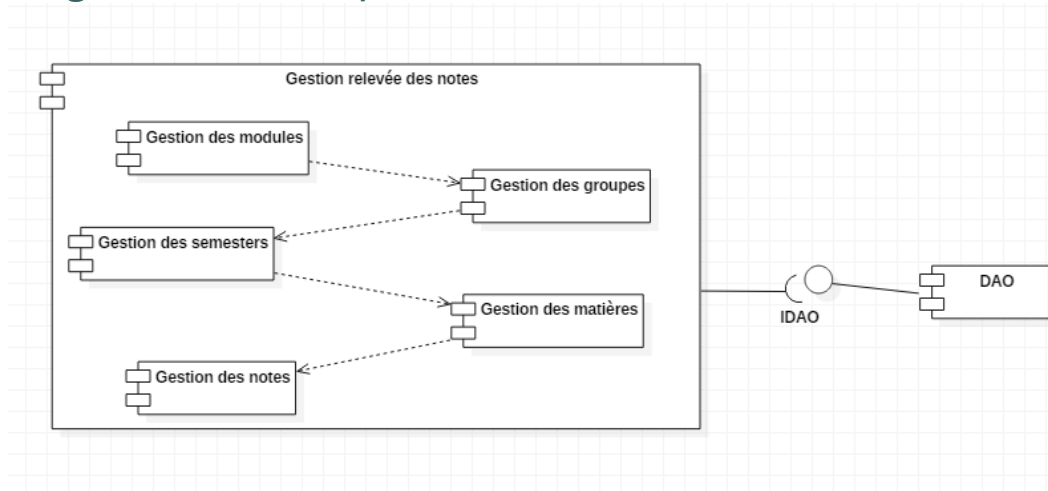 Gestion relevée des notes
Gestion des modules
Gestion des groupes
Gestion des semesters
Gestion des matières
Gestion des notes
IDAO
DAO